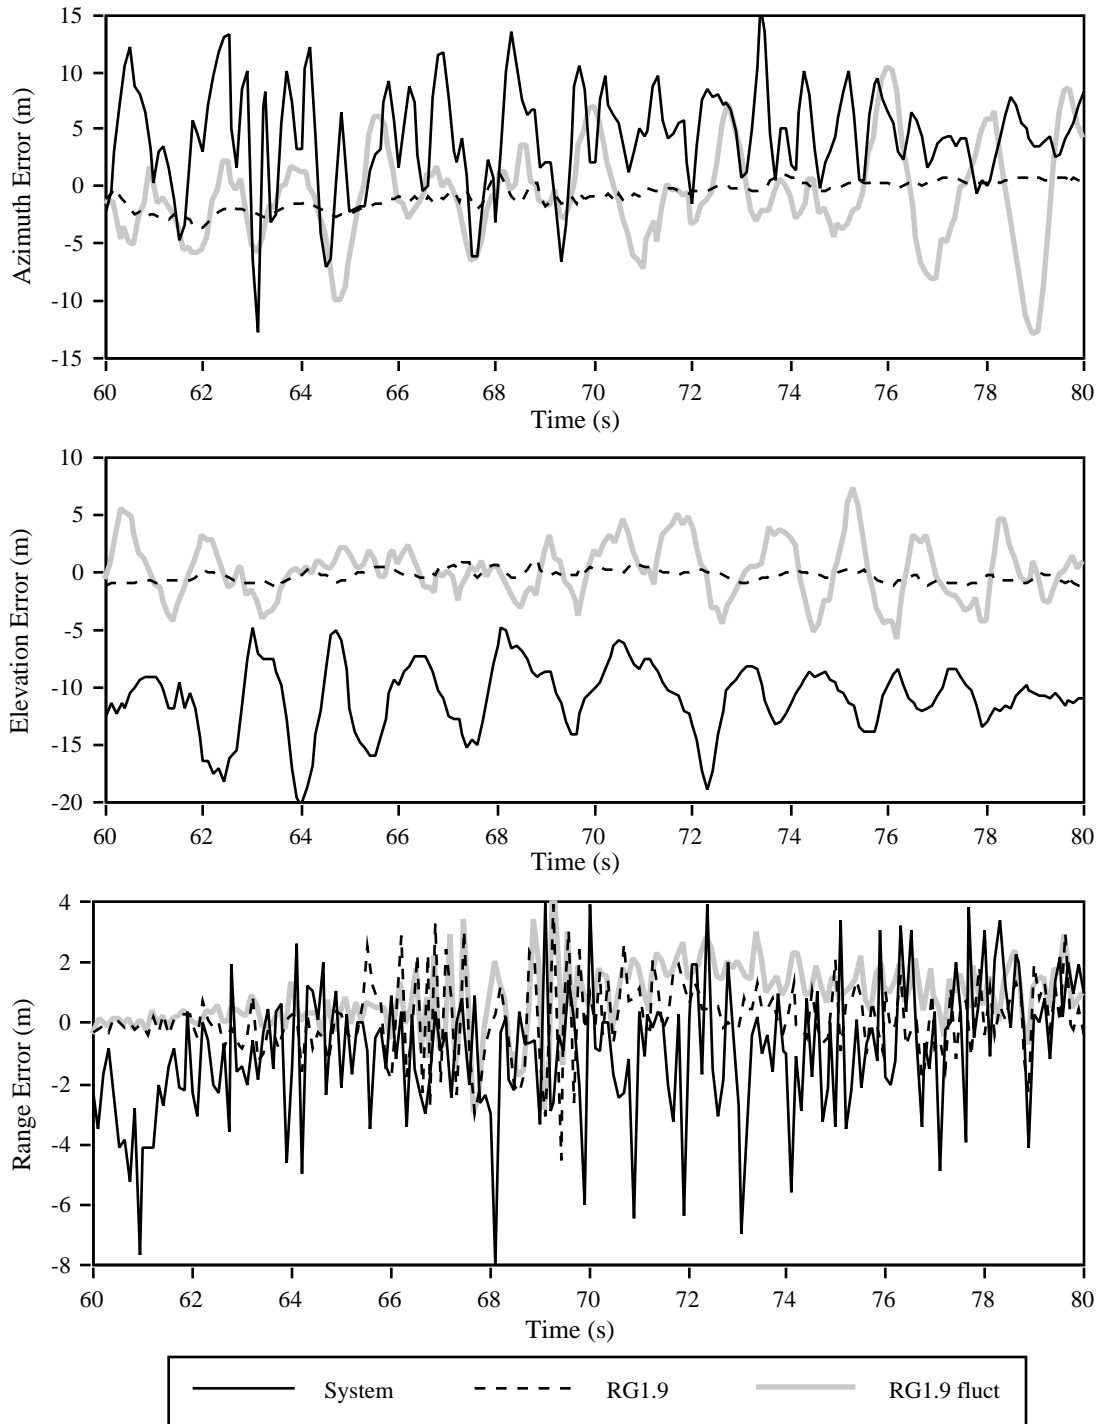 15
10
5
0
-5
-10
-15
Azimuth Error (m)
60 62 64 66 68 70 72 74 76 78 80
Time (s)
10
5
0
-5
-10
-15
-20
Elevation Error (m)
60 62 64 66 68 70 72 74 76 78 80
Time (s)
4
2
0
-2
-4
-6
-8
Range Error (m)
60 62 64 66 68 70 72 74 76 78 80
Time (s)
System RG1.9 RG1.9 fluct